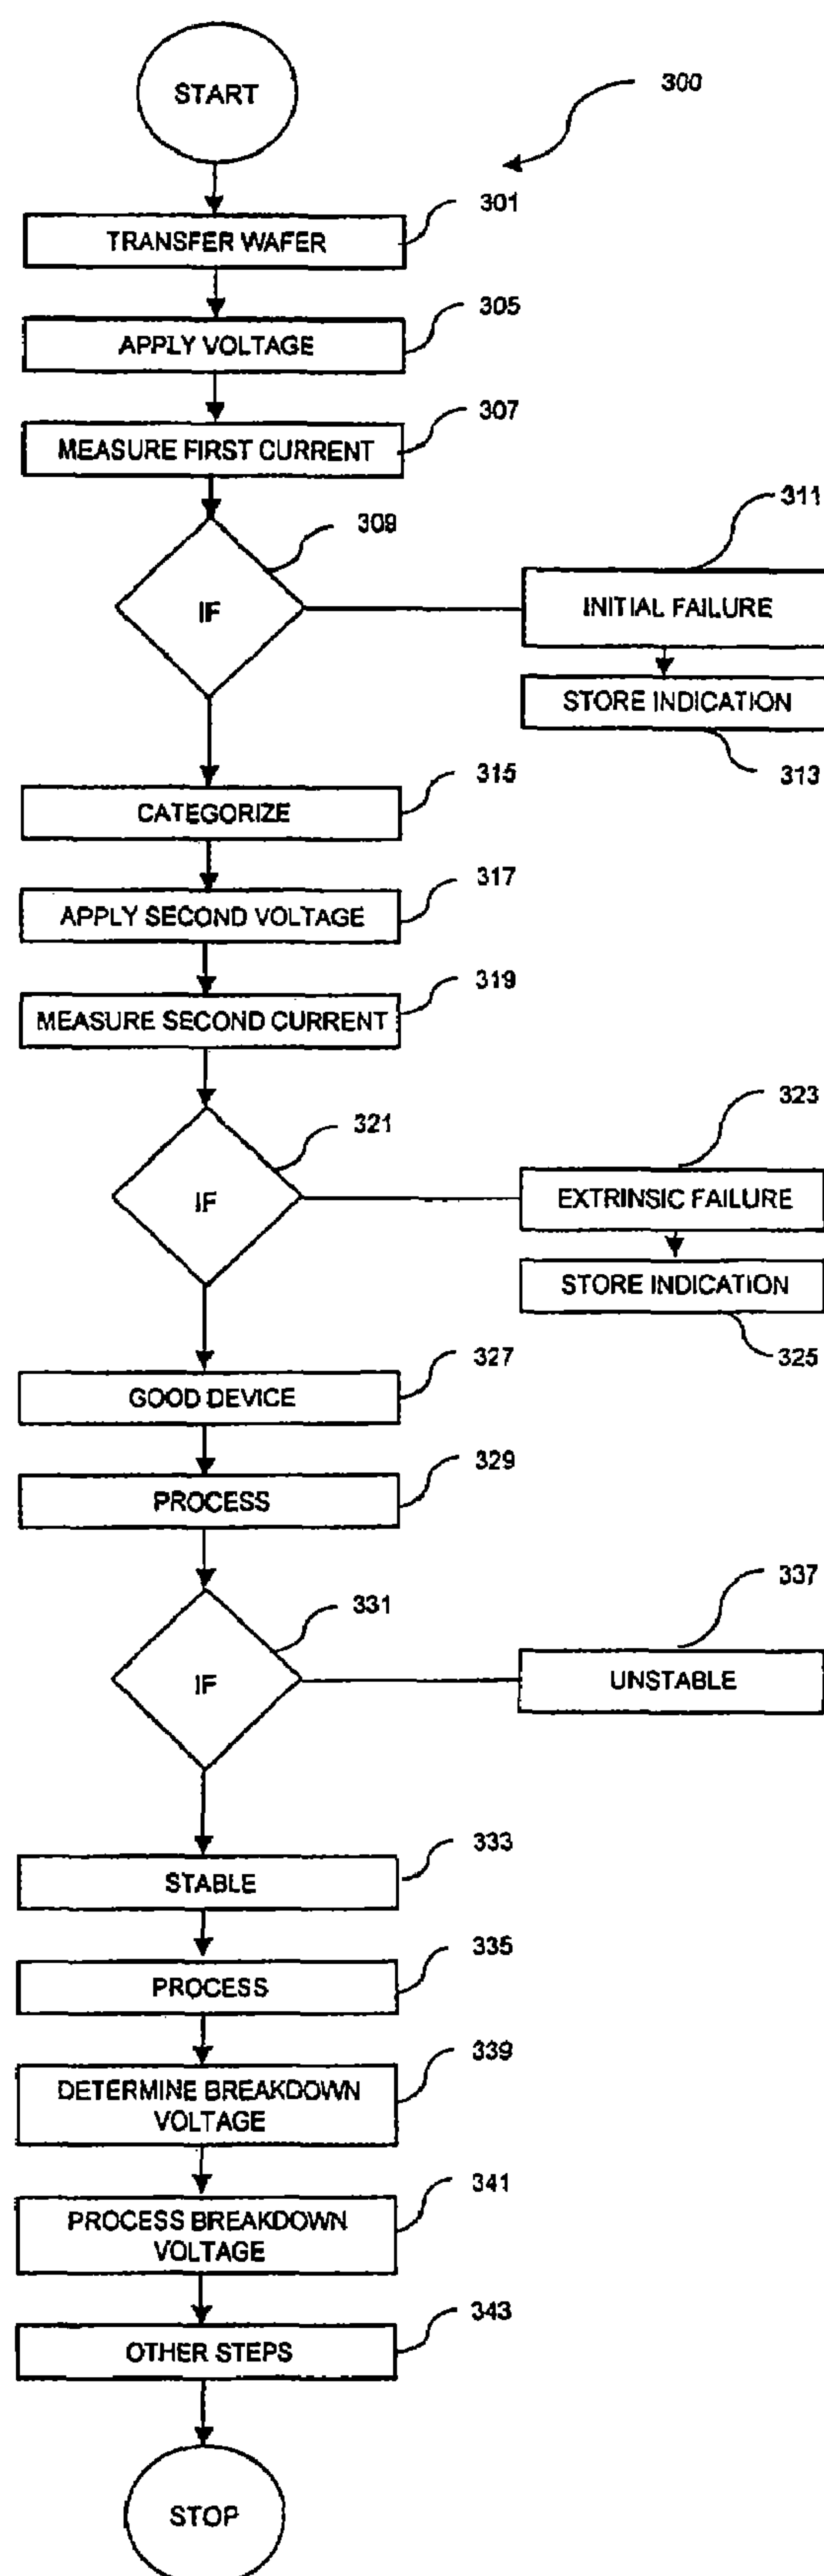 START
300
301
TRANSFER WAFER
305
APPLY VOLTAGE
307
MEASURE FIRST CURRENT
309
311
IF
INITIAL FAILURE
STORE INDICATION
313
315
CATEGORIZE
317
APPLY SECOND VOLTAGE
319
MEASURE SECOND CURRENT
323
321
IF
EXTRINSIC FAILURE
STORE INDICATION
325
327
GOOD DEVICE
329
PROCESS
337
331
IF
UNSTABLE
333
STABLE
335
PROCESS
339
DETERMINE BREAKDOWN
VOLTAGE
341
PROCESS BREAKDOWN
VOLTAGE
343
OTHER STEPS
STOP